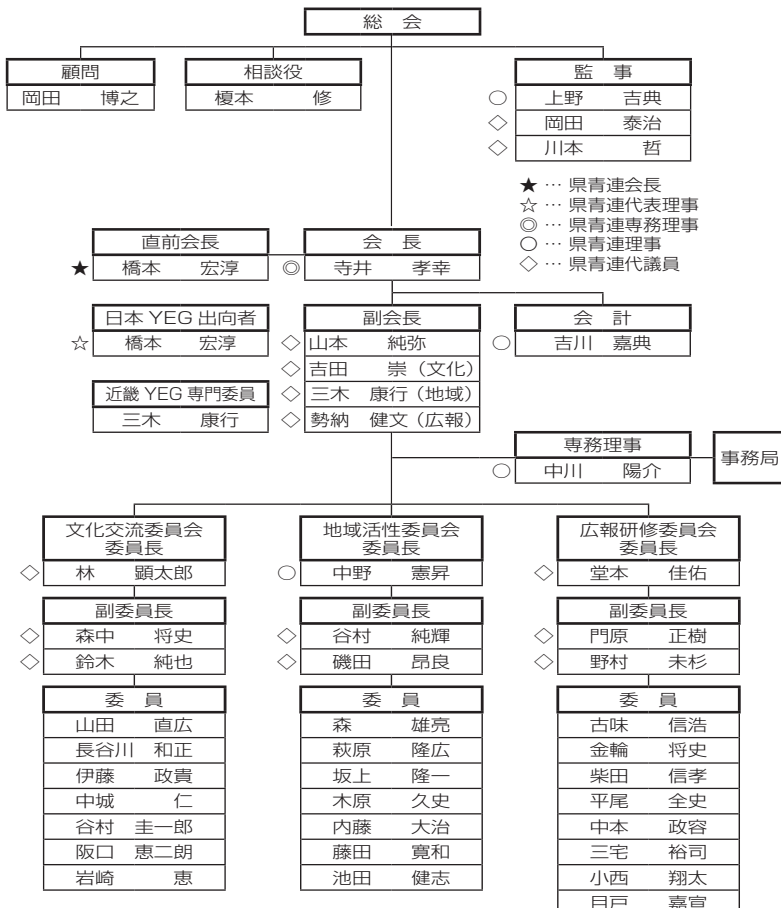 総　会
顧問
岡田　博之
相談役
榎本　修
監　事
○ 上野　吉典
◇ 岡田　泰治
◇ 川本　哲
★ … 県青連会長
☆ … 県青連代表理事
◎ … 県青連専務理事
○ … 県青連理事
◇ … 県青連代議員
直前会長
★ 橋本　宏淳
会　長
◎ 寺井　孝幸
日本 YEG 出向者
☆ 橋本　宏淳
近畿 YEG 専門委員
三木　康行
副会長
◇ 山本　純弥
◇ 吉田　崇（文化）
◇ 三木　康行（地域）
◇ 勢納　健文（広報）
会　計
○ 吉川　嘉典
専務理事
○ 中川　陽介
事務局
文化交流委員会
委員長
◇ 林　顕太郎
副委員長
◇ 森中　将史
◇ 鈴木　純也
委　員
山田　直広
長谷川　和正
伊藤　政貴
中城　仁
谷村　圭一郎
阪口　恵二朗
岩崎　恵
地域活性委員会
委員長
○ 中野　憲昇
副委員長
◇ 谷村　純輝
◇ 磯田　昂良
委　員
森　雄亮
萩原　隆広
坂上　隆一
木原　久史
内藤　大治
藤田　寛和
池田　健志
広報研修委員会
委員長
◇ 堂本　佳佑
副委員長
◇ 門原　正樹
◇ 野村　未杉
委　員
古味　信浩
金輪　将史
柴田　信孝
平尾　全史
中本　政容
三宅　裕司
小西　翔太
目戸　嘉宣